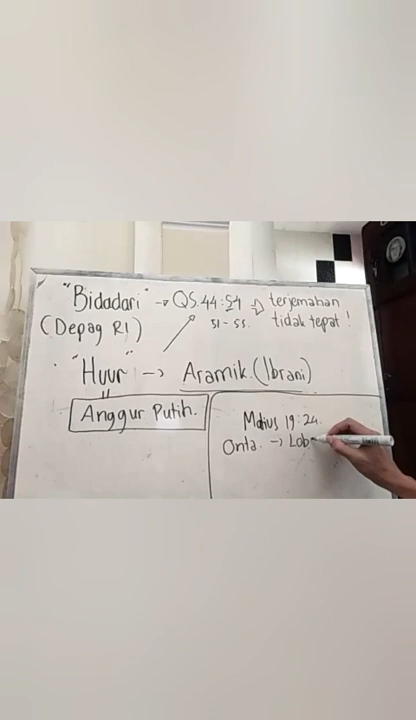 "Bidadari" → QS. 44:54 ⇒ terjemahan
(Depag RI) 51-55. tidak tepat!
"Huur" → Aramik. (Ibrani)
Anggur Putih.
Matius 19:24.
Onta. → Lob